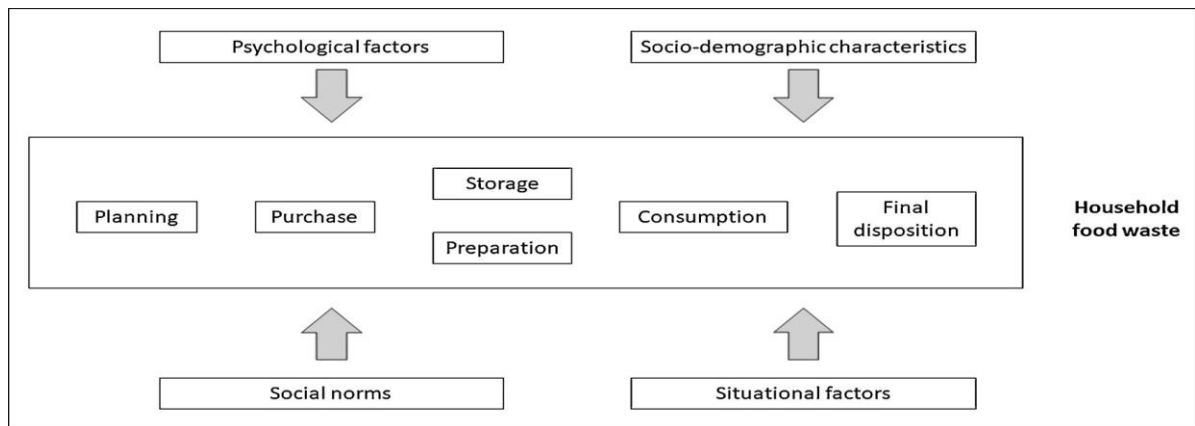 Psychological factors
Socio-demographic characteristics
Storage
Planning
Purchase
Preparation
Consumption
Final
disposition
Household
food waste
Social norms
Situational factors